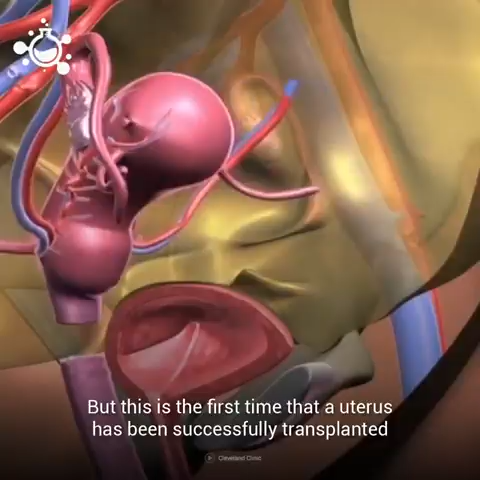 But this is the first time that a uterus
has been successfully transplanted
Cleveland Clinic